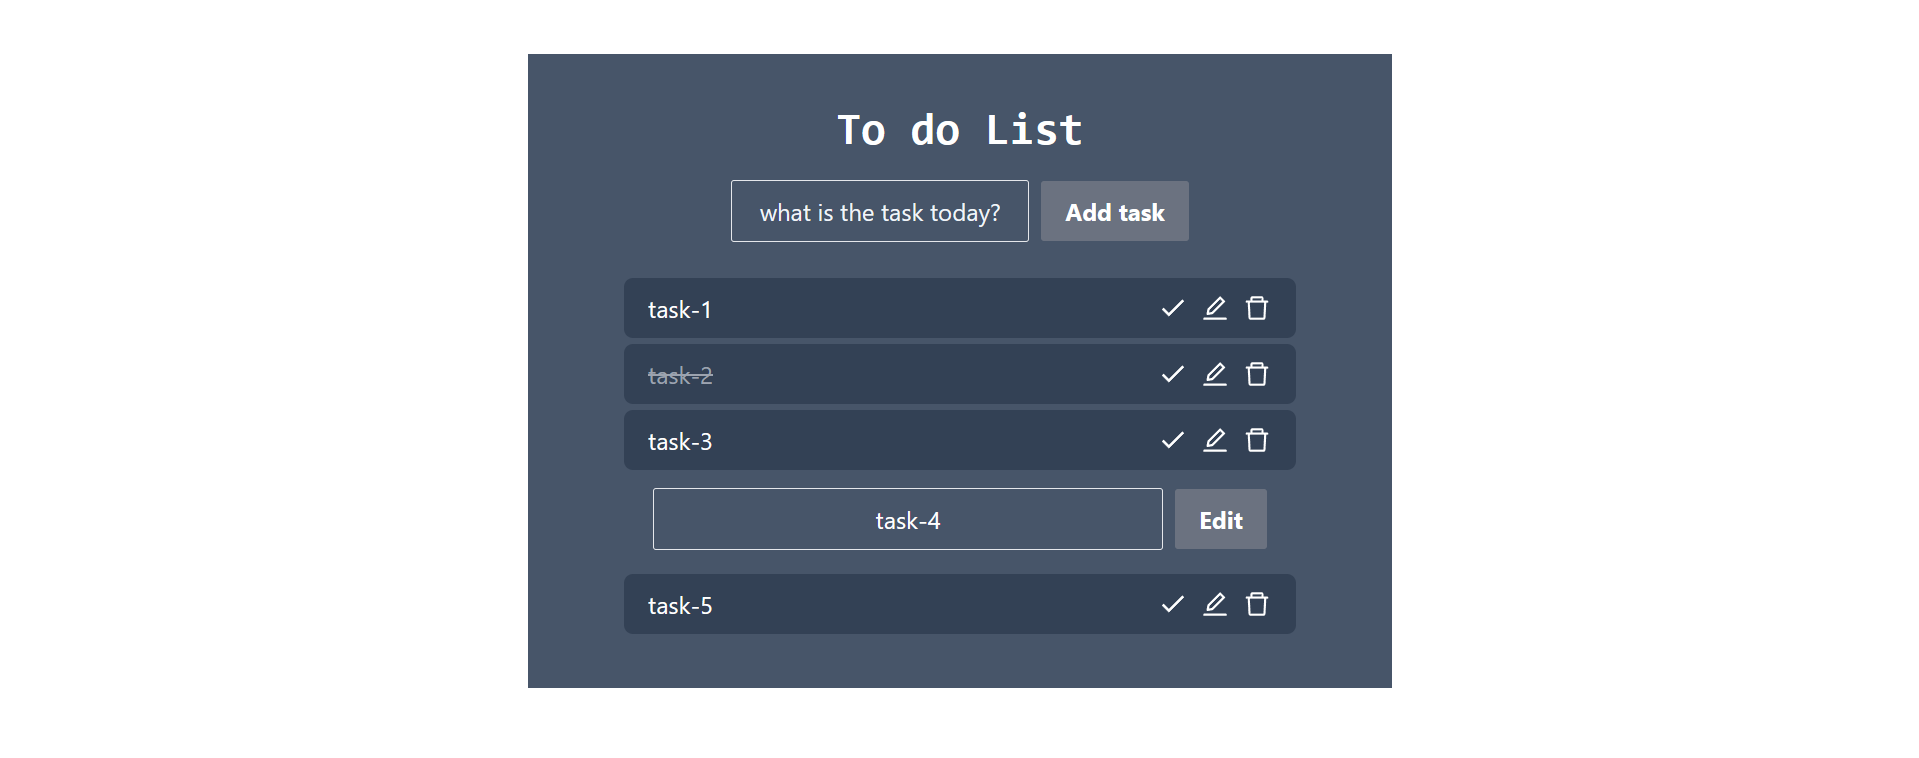 To do List
what is the task today? Add task
task-1
task-2
task-3
task-4 Edit
task-5